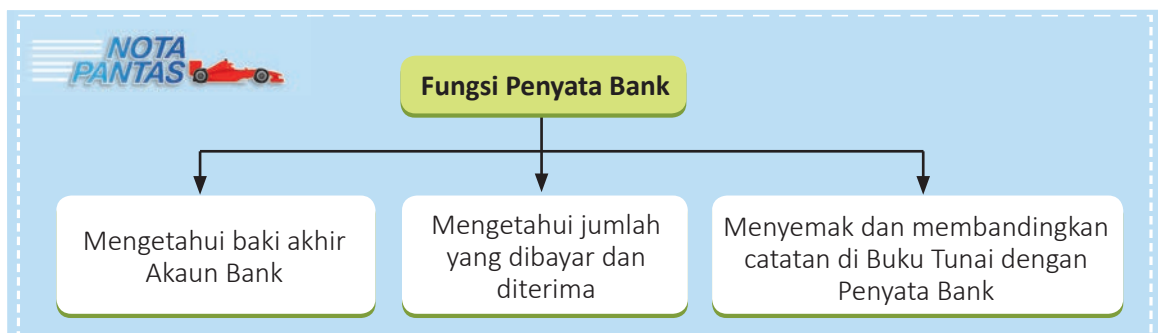 NOTA
PANTAS
Fungsi Penyata Bank
Mengetahui baki akhir
Akaun Bank
Mengetahui jumlah
yang dibayar dan
diterima
Menyemak dan membandingkan
catatan di Buku Tunai dengan
Penyata Bank